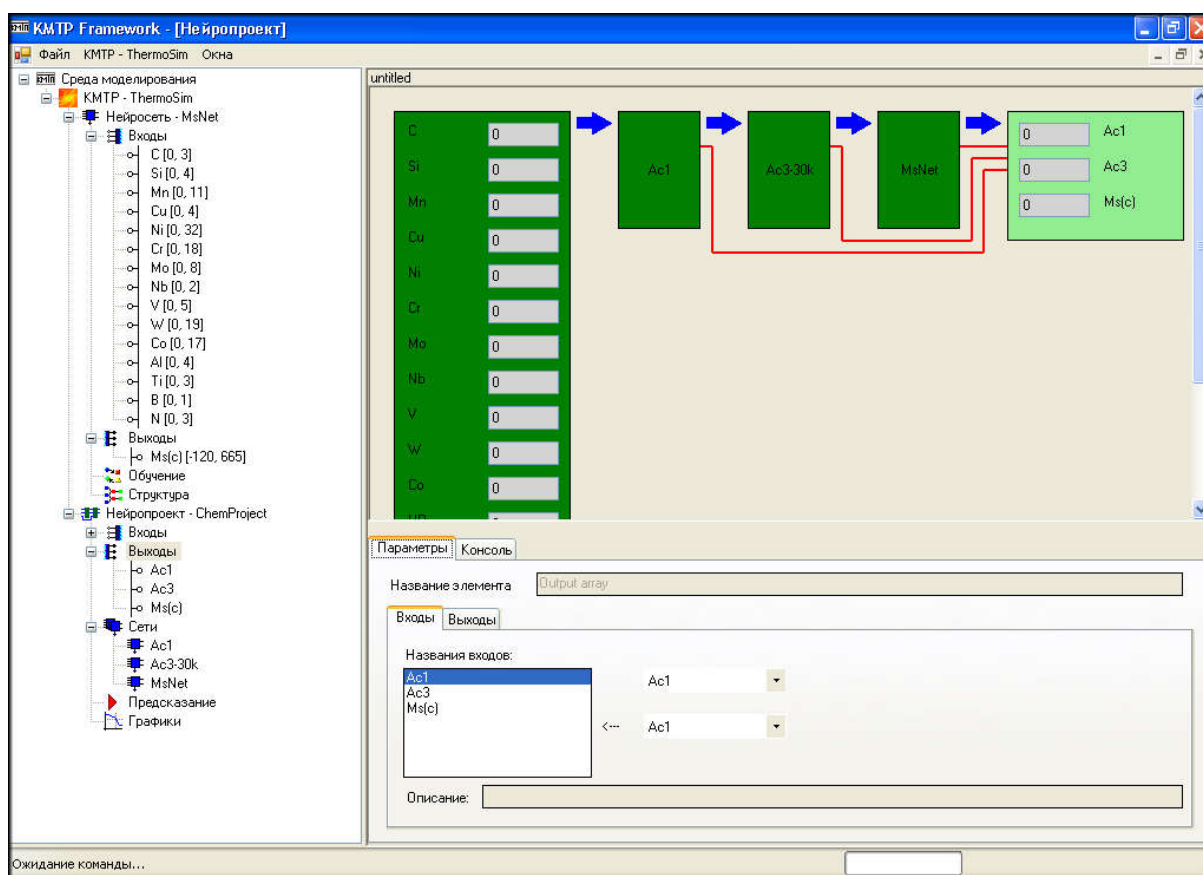 КМТР Framework - [Нейропроект]
Файл КМТР - ThermoSim Окна
Среда моделирования
КМТР - ThermoSim
Нейросеть - MsNet
Входы
C [0, 3]
Si [0, 4]
Mn [0, 11]
Cu [0, 4]
Ni [0, 32]
Cr [0, 18]
Mo [0, 8]
Nb [0, 2]
V [0, 5]
W [0, 19]
Co [0, 17]
Al [0, 4]
Ti [0, 3]
B [0, 1]
N [0, 3]
Выходы
Ms(c) [-120, 665]
Обучение
Структура
Нейропроект - ChemProject
Входы
Выходы
Ac1
Ac3
Ms(c)
Сети
Ac1
Ac3-30k
MsNet
Предсказание
Графики
untitled
C 0
Si 0
Mn 0
Cu 0
Ni 0
Cr 0
Mo 0
Nb 0
V 0
W 0
Co 0
Ac1
Ac3-30k
MsNet
0 Ac1
0 Ac3
0 Ms(c)
Параметры Консоль
Название элемента Output array
Входы Выходы
Названия входов:
Ac1
Ac3
Ms(c)
Ac1
<--- Ac1
Описание:
Ожидание команды...